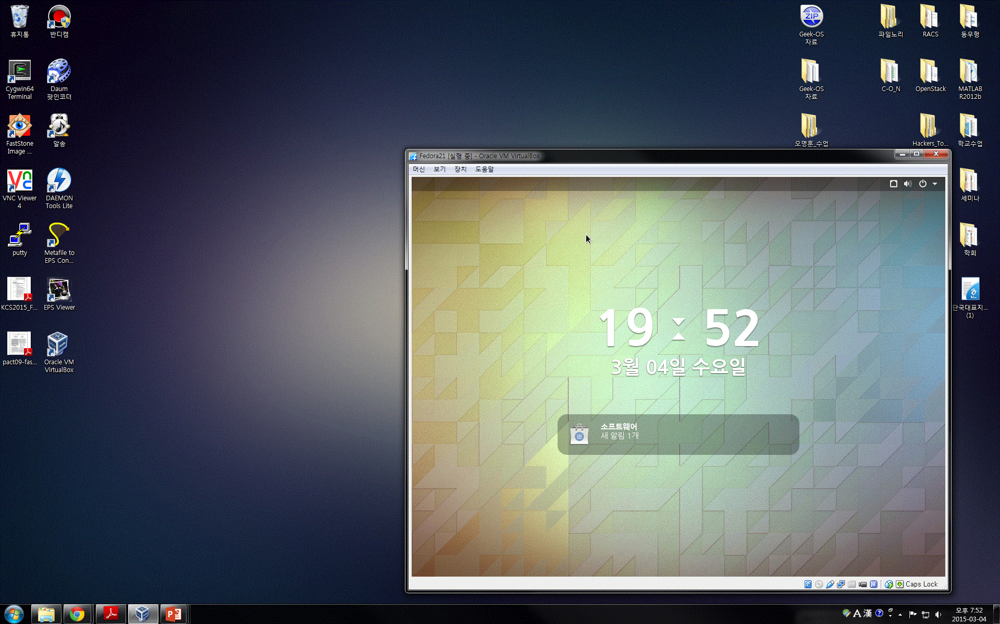 휴지통
반디캠
Cygwin64
Terminal
Daum
팟인코더
FastStone
Image ...
알송
VNC Viewer
4
DAEMON
Tools Lite
putty
Metafile to
EPS Con...
KCS2015_F...
EPS Viewer
pact09-fas...
Oracle VM
VirtualBox
ZIP
Geek-OS
자료
파일노리
RACS
동우형
Geek-OS
자료
C-O_N
OpenStack
MATLAB
R2012b
오명훈_수업
Hackers_To...
학교수업
세미나
학회
단국대표지...
(1)
Fedora21 [실행 중] - Oracle VM VirtualBox
머신 보기 장치 도움말
19:52
3월 04일 수요일
소프트웨어
새 알림 1개
Caps Lock
A 漢
오후 7:52
2015-03-04